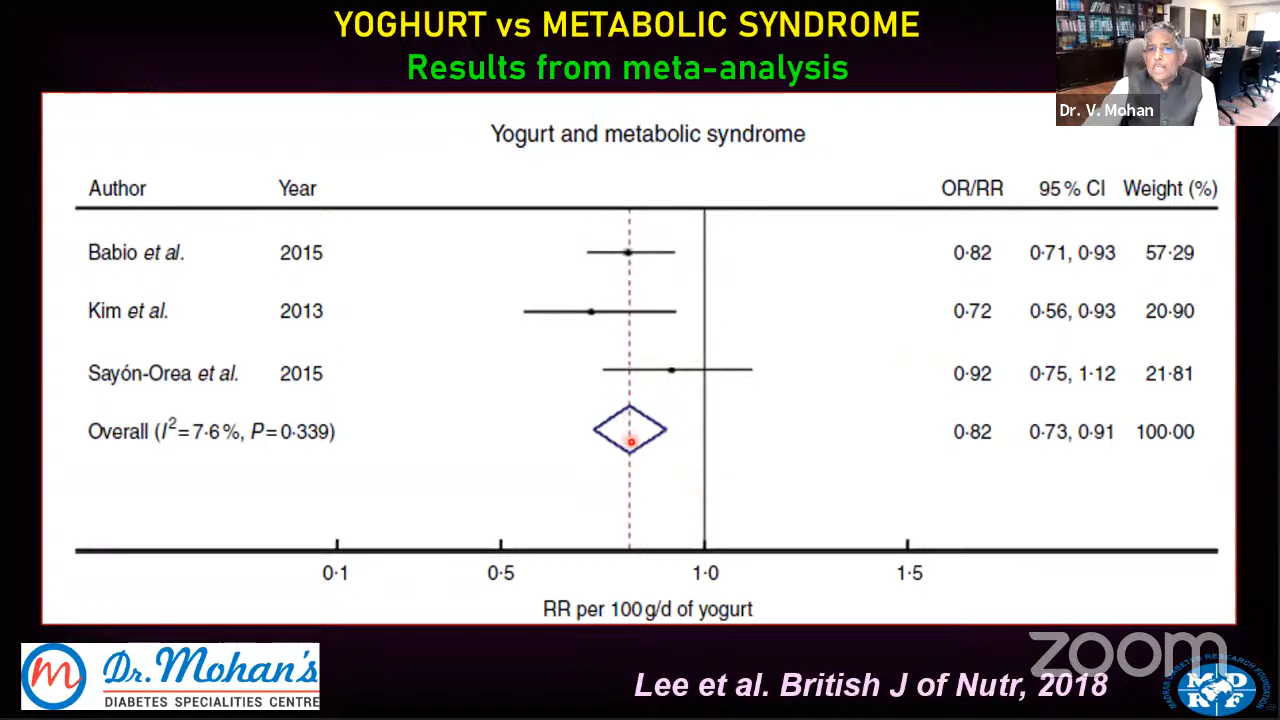 YOGHURT vs METABOLIC SYNDROME
Results from meta-analysis
Dr. V. Mohan
Yogurt and metabolic syndrome
Author Year OR/RR 95 % CI Weight (%)
Babio et al. 2015 0·82 0·71, 0·93 57·29
Kim et al. 2013 0·72 0·56, 0·93 20·90
Sayón-Orea et al. 2015 0·92 0·75, 1·12 21·81
Overall (I²=7·6 %, P=0·339) 0·82 0·73, 0·91 100·00
0·1 0·5 1·0 1·5
RR per 100 g/d of yogurt
zoom
m Dr. Mohan's
DIABETES SPECIALITIES CENTRE
Lee et al. British J of Nutr, 2018
MADRAS DIABETES RESEARCH FOUNDATION
M D
R F